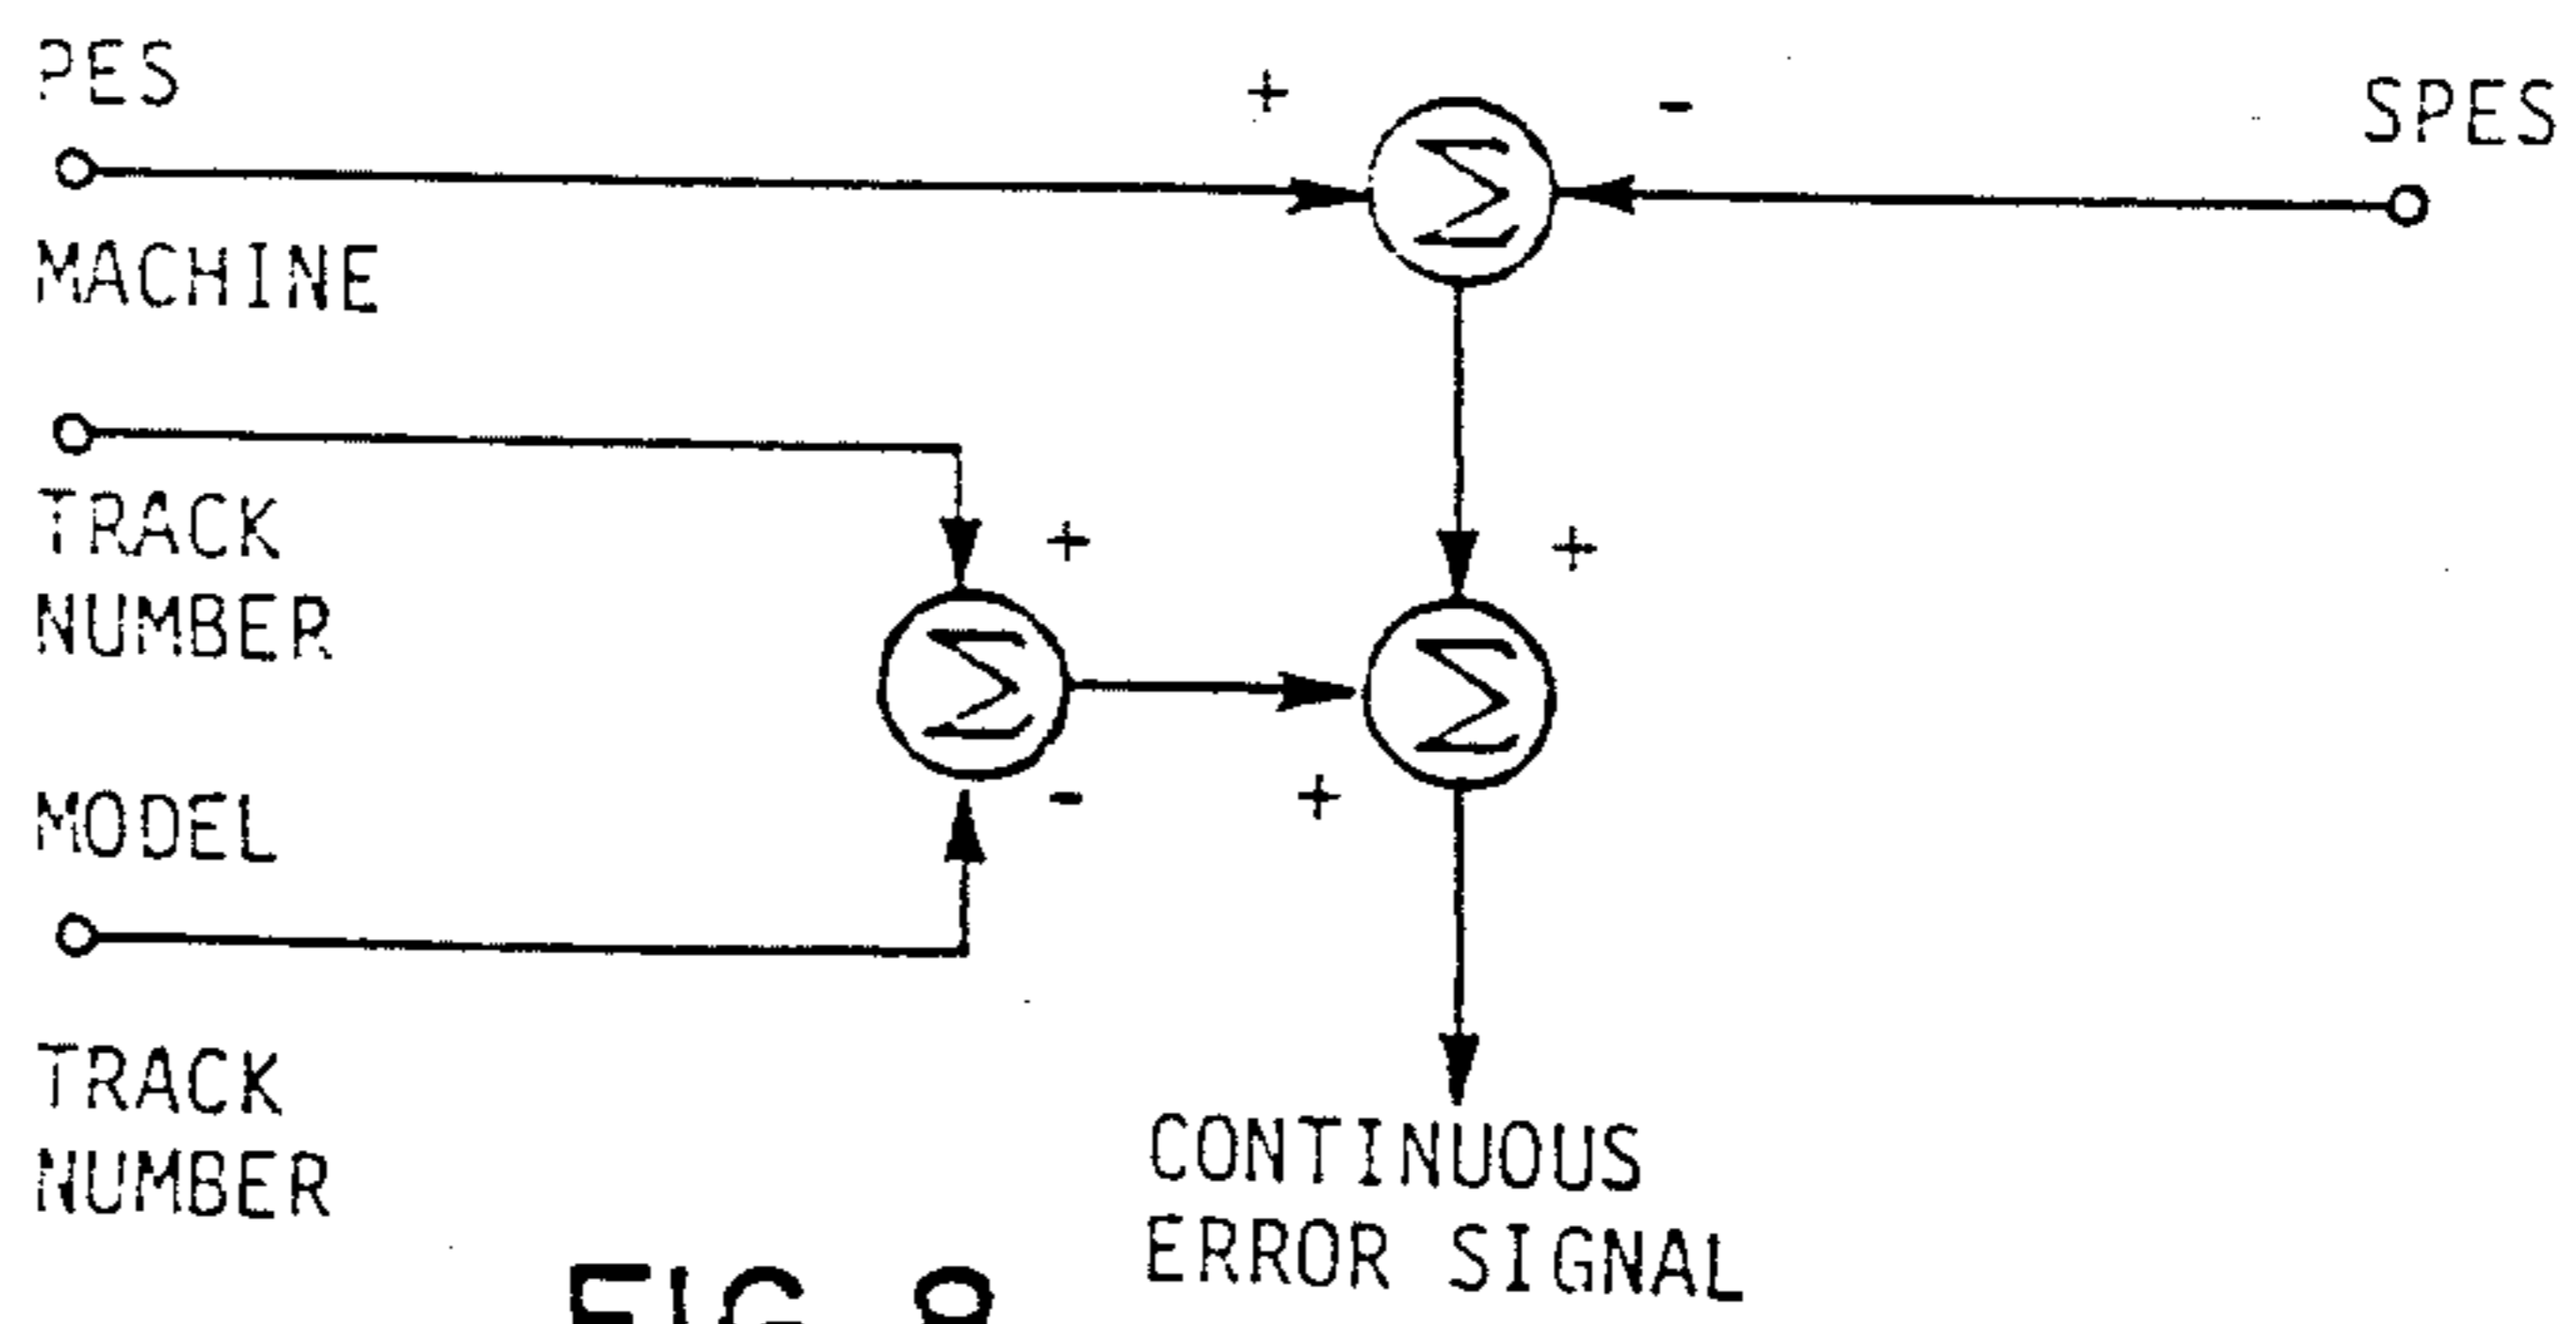 PES
+
-
SPES
Σ
MACHINE
TRACK
NUMBER
+
+
Σ
Σ
MODEL
-
+
TRACK
NUMBER
CONTINUOUS
ERROR SIGNAL